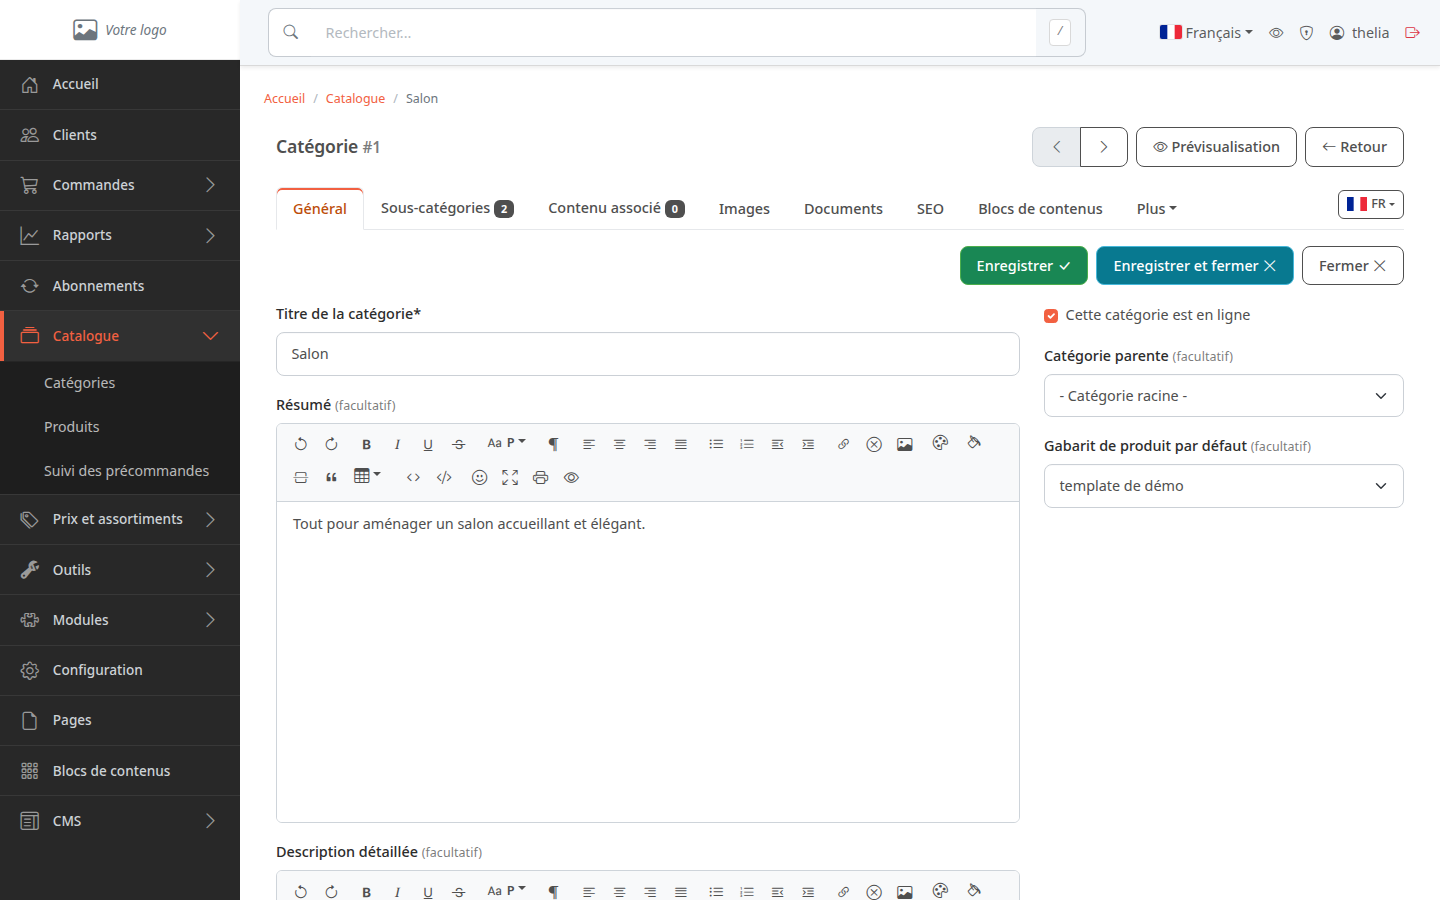 Votre logo
Rechercher...
/
Français
thelia
Accueil
Clients
Commandes
Rapports
Abonnements
Catalogue
Catégories
Produits
Suivi des précommandes
Prix et assortiments
Outils
Modules
Configuration
Pages
Blocs de contenus
CMS
Accueil / Catalogue / Salon
Catégorie #1
Prévisualisation
Retour
Général
Sous-catégories 2
Contenu associé 0
Images
Documents
SEO
Blocs de contenus
Plus
FR
Enregistrer
Enregistrer et fermer
Fermer
Titre de la catégorie*
Salon
Résumé (facultatif)
B I U S Aa P ¶
Tout pour aménager un salon accueillant et élégant.
Description détaillée (facultatif)
B I U S Aa P ¶
Cette catégorie est en ligne
Catégorie parente (facultatif)
- Catégorie racine -
Gabarit de produit par défaut (facultatif)
template de démo